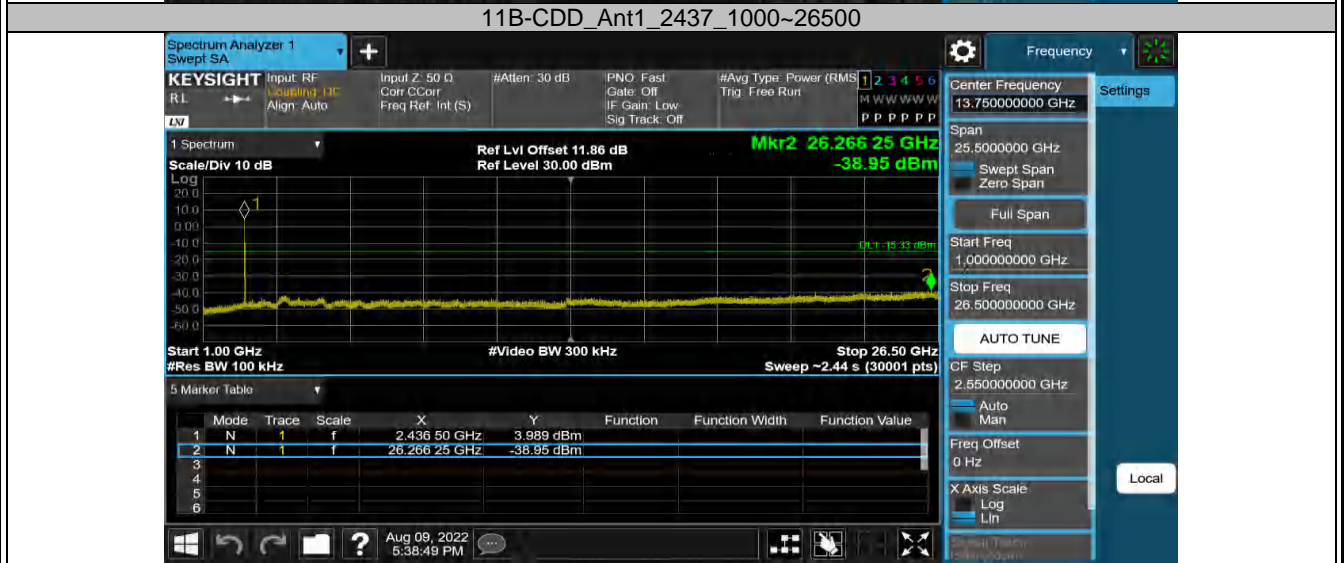 11B-CDD_Ant1_2437_1000~26500
Spectrum Analyzer 1
Swept SA
Frequency
KEYSIGHT
RL
LXI
Input: RF
Coupling: DC
Align: Auto
Input Z: 50 Ω
Corr CCorr
Freq Ref: Int (S)
#Atten: 30 dB
PNO: Fast
Gate: Off
IF Gain: Low
Sig Track: Off
#Avg Type: Power (RMS
Trig: Free Run
1 2 3 4 5 6
M W W W W W
P P P P P P
Center Frequency
13.750000000 GHz
Settings
1 Spectrum
Scale/Div 10 dB
Ref Lvl Offset 11.86 dB
Ref Level 30.00 dBm
Mkr2 26.266 25 GHz
-38.95 dBm
Log
20.0
10.0
0.00
-10.0
-20.0
-30.0
-40.0
-50.0
-60.0
1
DL1 -15.33 dBm
2
Start 1.00 GHz
#Res BW 100 kHz
#Video BW 300 kHz
Stop 26.50 GHz
Sweep ~2.44 s (30001 pts)
Span
25.5000000 GHz
Swept Span
Zero Span
Full Span
Start Freq
1.000000000 GHz
Stop Freq
26.500000000 GHz
AUTO TUNE
CF Step
2.550000000 GHz
Auto
Man
Freq Offset
0 Hz
X Axis Scale
Log
Lin
Local
5 Marker Table
Mode Trace Scale X Y Function Function Width Function Value
1 N 1 f 2.436 50 GHz 3.989 dBm
2 N 1 f 26.266 25 GHz -38.95 dBm
3
4
5
6
Aug 09, 2022
5:38:49 PM